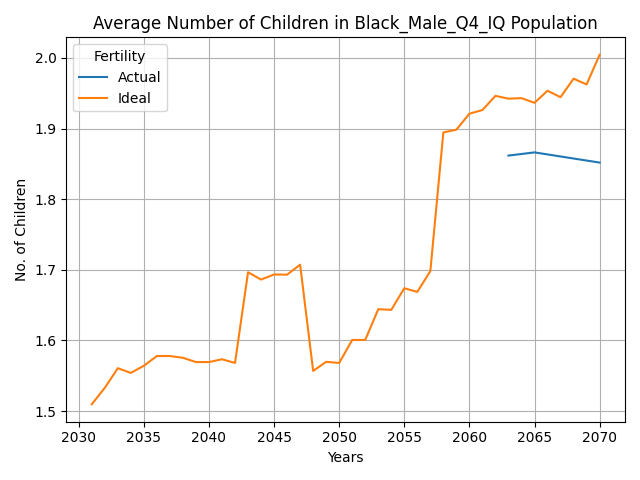 Average Number of Children in Black_Male_Q4_IQ Population
Fertility
Actual
Ideal
No. of Children
2.0
1.9
1.8
1.7
1.6
1.5
2030 2035 2040 2045 2050 2055 2060 2065 2070
Years